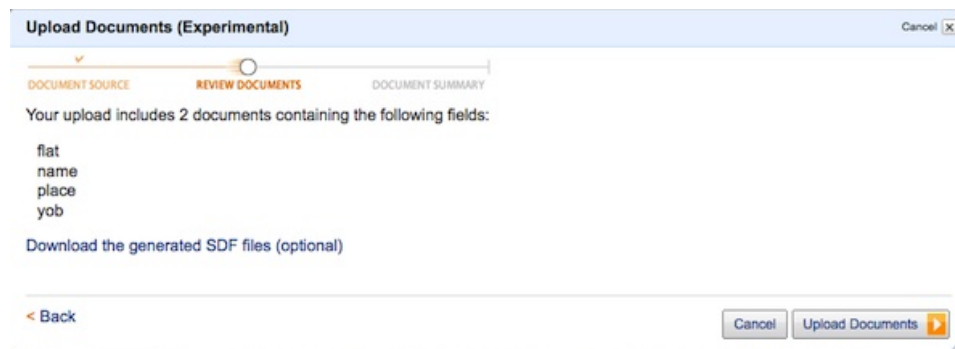 Upload Documents (Experimental)
Cancel
DOCUMENT SOURCE REVIEW DOCUMENTS DOCUMENT SUMMARY
Your upload includes 2 documents containing the following fields:
flat
name
place
yob
Download the generated SDF files (optional)
< Back
Cancel Upload Documents